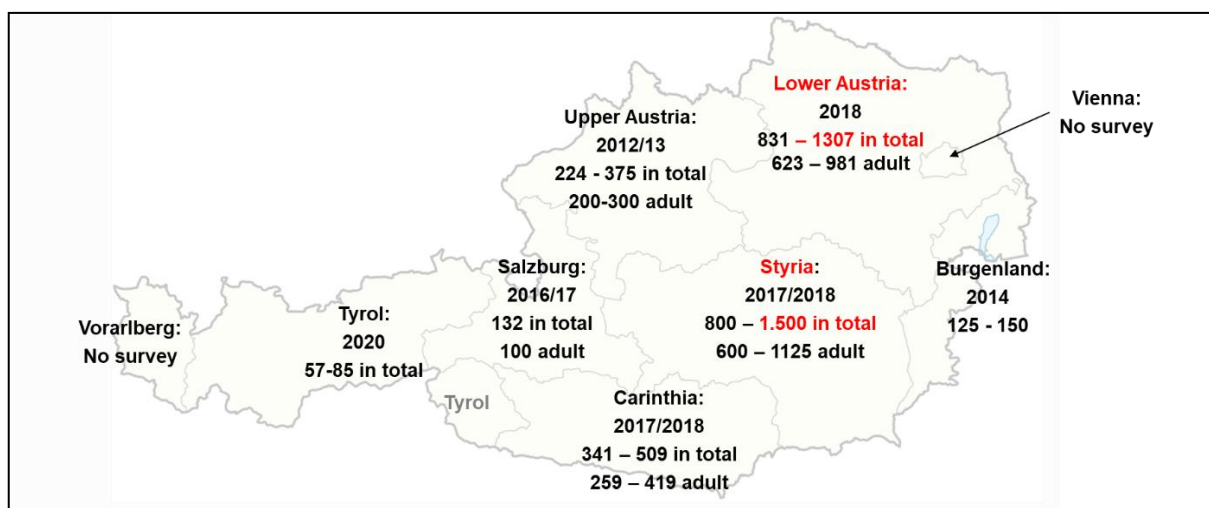 Lower Austria:
2018
831 – 1307 in total
623 – 981 adult
Vienna:
No survey
Upper Austria:
2012/13
224 - 375 in total
200-300 adult
Salzburg:
2016/17
132 in total
100 adult
Styria:
2017/2018
800 – 1.500 in total
600 – 1125 adult
Burgenland:
2014
125 - 150
Vorarlberg:
No survey
Tyrol:
2020
57-85 in total
Tyrol
Carinthia:
2017/2018
341 – 509 in total
259 – 419 adult